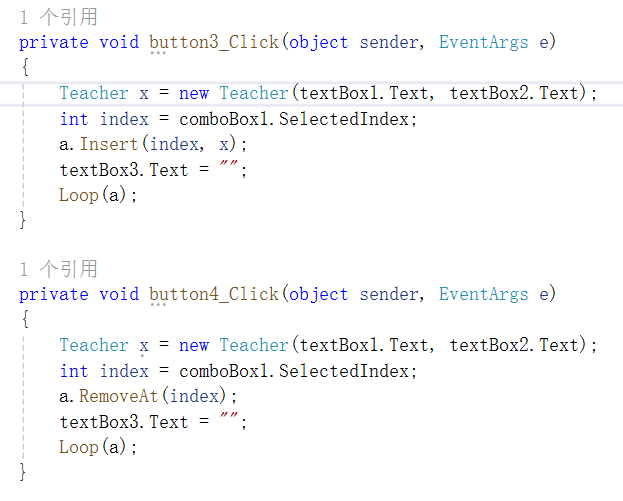 1 个引用
private void button3_Click(object sender, EventArgs e)
{
Teacher x = new Teacher(textBox1.Text, textBox2.Text);
int index = comboBox1.SelectedIndex;
a.Insert(index, x);
textBox3.Text = "";
Loop(a);
}
1 个引用
private void button4_Click(object sender, EventArgs e)
{
Teacher x = new Teacher(textBox1.Text, textBox2.Text);
int index = comboBox1.SelectedIndex;
a.RemoveAt(index);
textBox3.Text = "";
Loop(a);
}